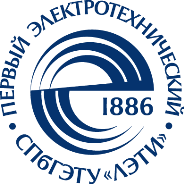 ПЕРВЫЙ ЭЛЕКТРОТЕХНИЧЕСКИЙ
1886
• СПбГЭТУ «ЛЭТИ» •